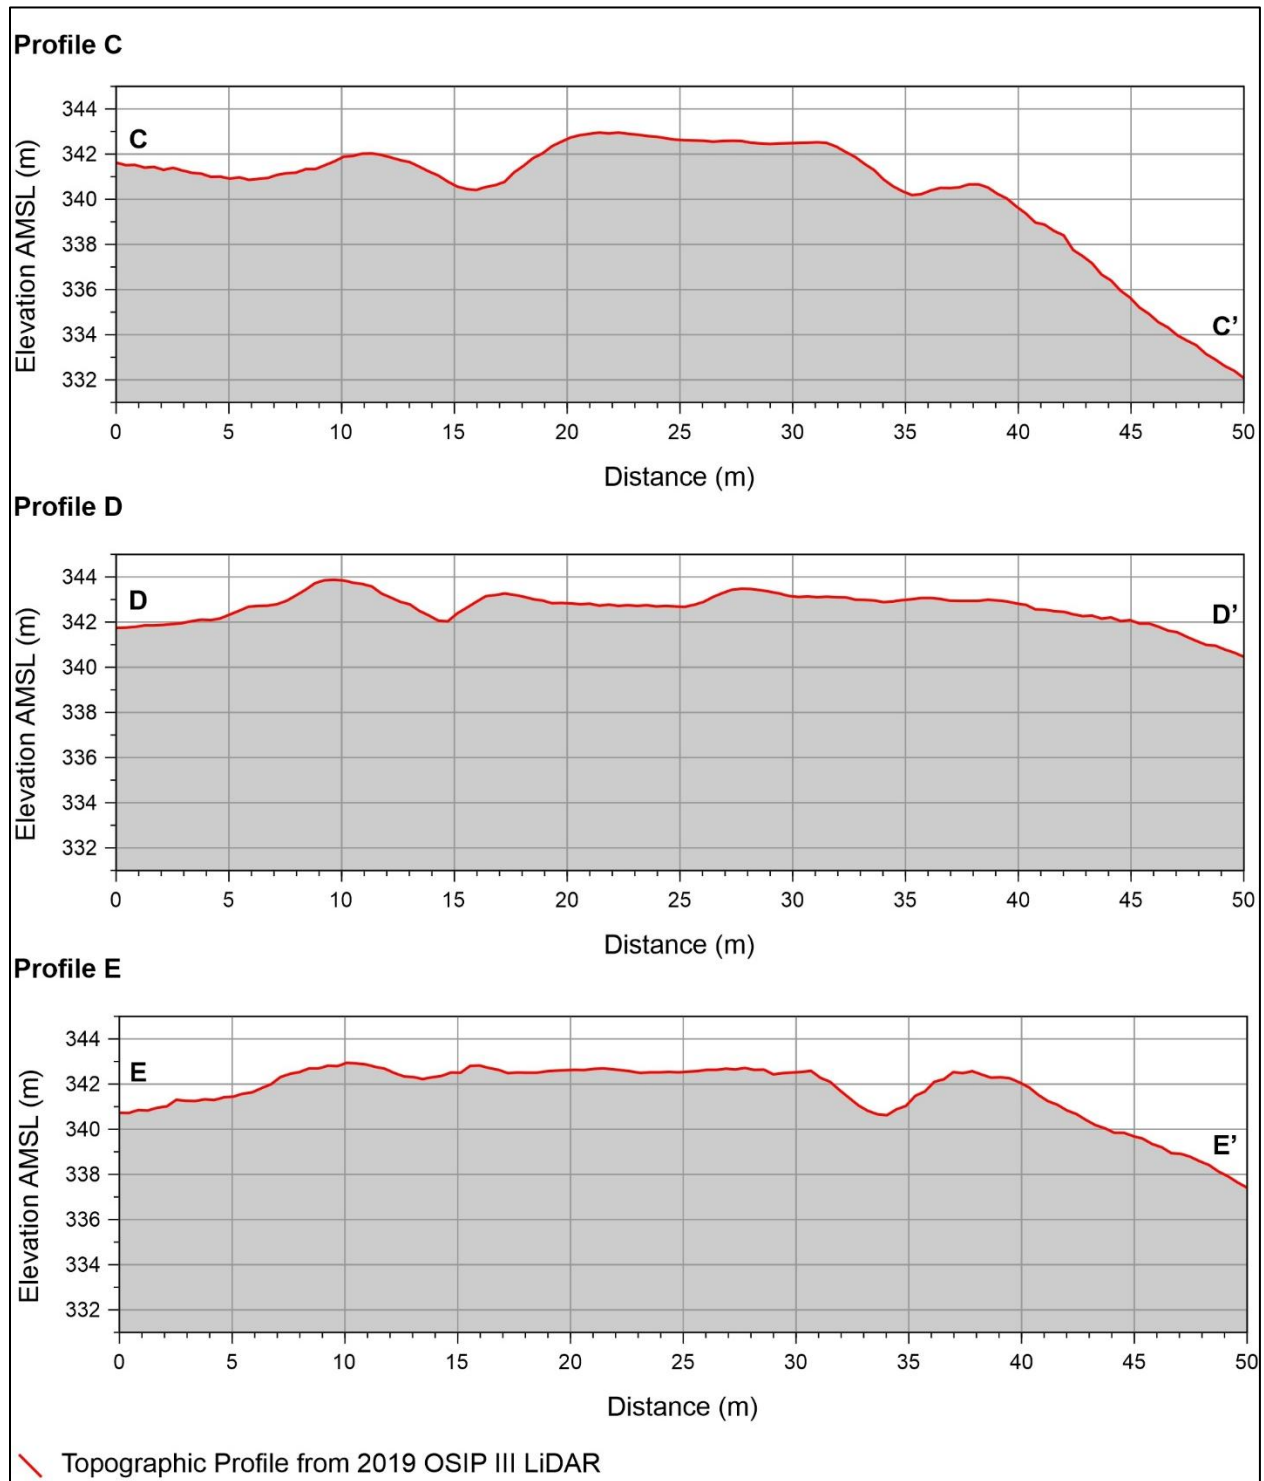 Profile C
344
342
340
338
336
334
332
Elevation AMSL (m)
C
C’
0 5 10 15 20 25 30 35 40 45 50
Distance (m)
Profile D
344
342
340
338
336
334
332
Elevation AMSL (m)
D
D’
0 5 10 15 20 25 30 35 40 45 50
Distance (m)
Profile E
344
342
340
338
336
334
332
Elevation AMSL (m)
E
E’
0 5 10 15 20 25 30 35 40 45 50
Distance (m)
Topographic Profile from 2019 OSIP III LiDAR